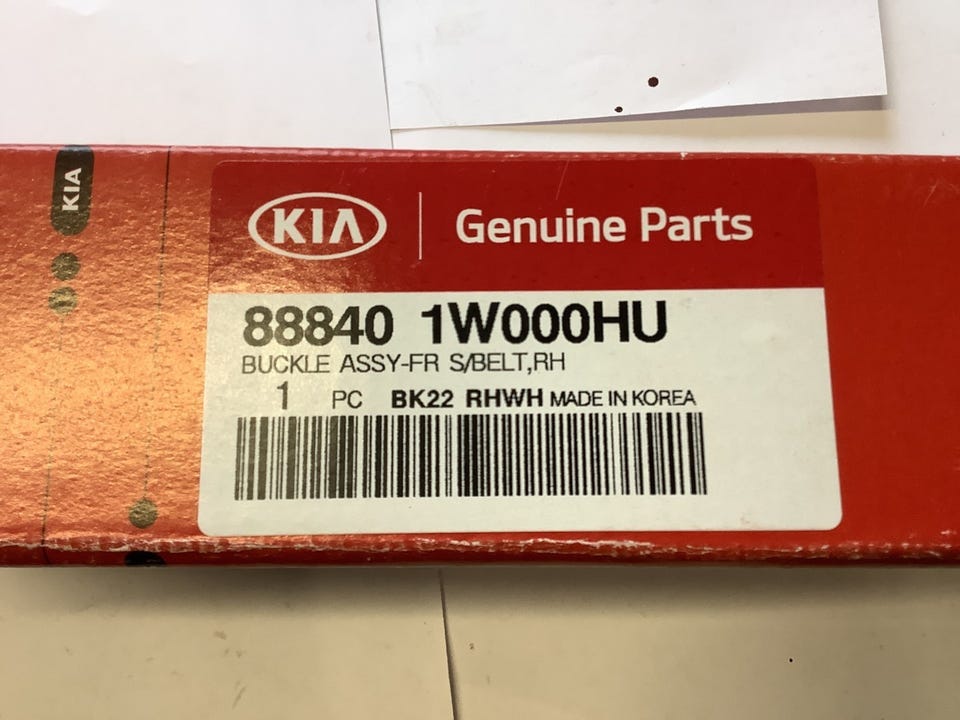 KIA
KIA
Genuine Parts
88840 1W000HU
BUCKLE ASSY-FR S/BELT,RH
1 PC BK22 RHWH MADE IN KOREA